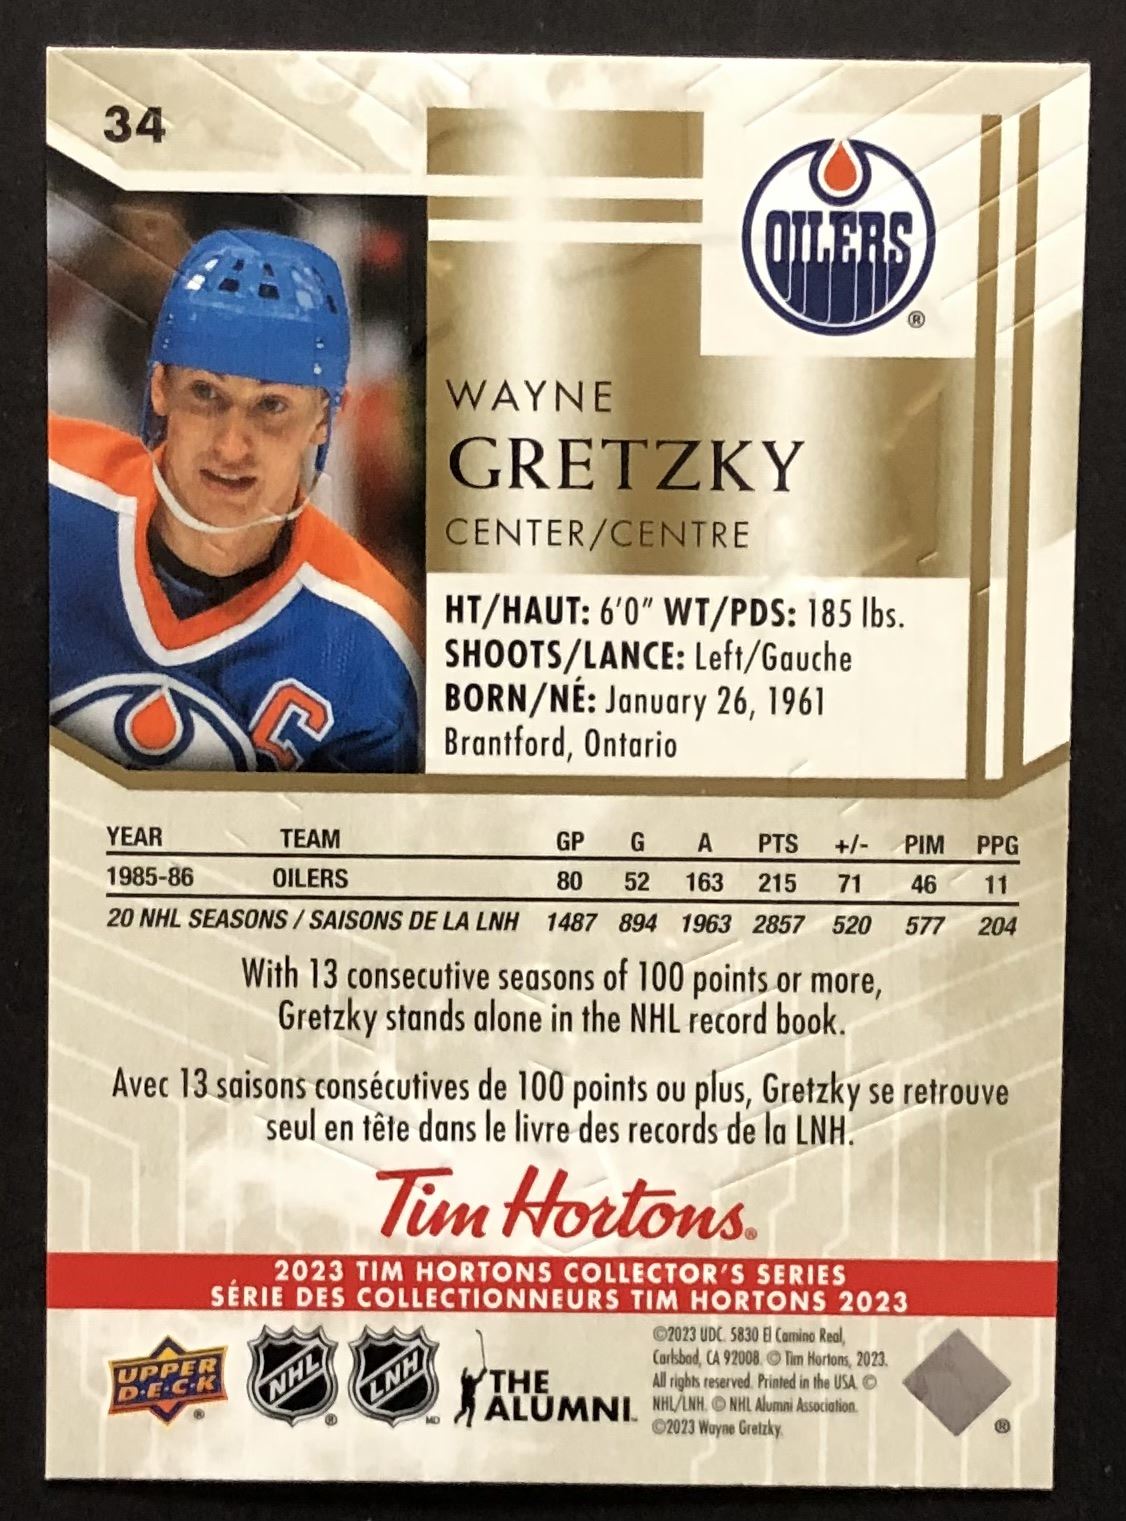 34
OILERS
®
WAYNE
GRETZKY
CENTER/CENTRE
HT/HAUT: 6'0" WT/PDS: 185 lbs.
SHOOTS/LANCE: Left/Gauche
BORN/NÉ: January 26, 1961
Brantford, Ontario
C
YEAR TEAM GP G A PTS +/- PIM PPG
1985-86 OILERS 80 52 163 215 71 46 11
20 NHL SEASONS / SAISONS DE LA LNH 1487 894 1963 2857 520 577 204
With 13 consecutive seasons of 100 points or more,
Gretzky stands alone in the NHL record book.
Avec 13 saisons consécutives de 100 points ou plus, Gretzky se retrouve
seul en tête dans le livre des records de la LNH.
Tim Hortons®
2023 TIM HORTONS COLLECTOR'S SERIES
SÉRIE DES COLLECTIONNEURS TIM HORTONS 2023
UPPER
D·E·C·K ®
NHL ®
LNH MD
THE
ALUMNI™
©2023 UDC. 5830 El Camino Real,
Carlsbad, CA 92008. © Tim Hortons, 2023.
All rights reserved. Printed in the USA. ©
NHL/LNH. © NHL Alumni Association.
©2023 Wayne Gretzky.
®